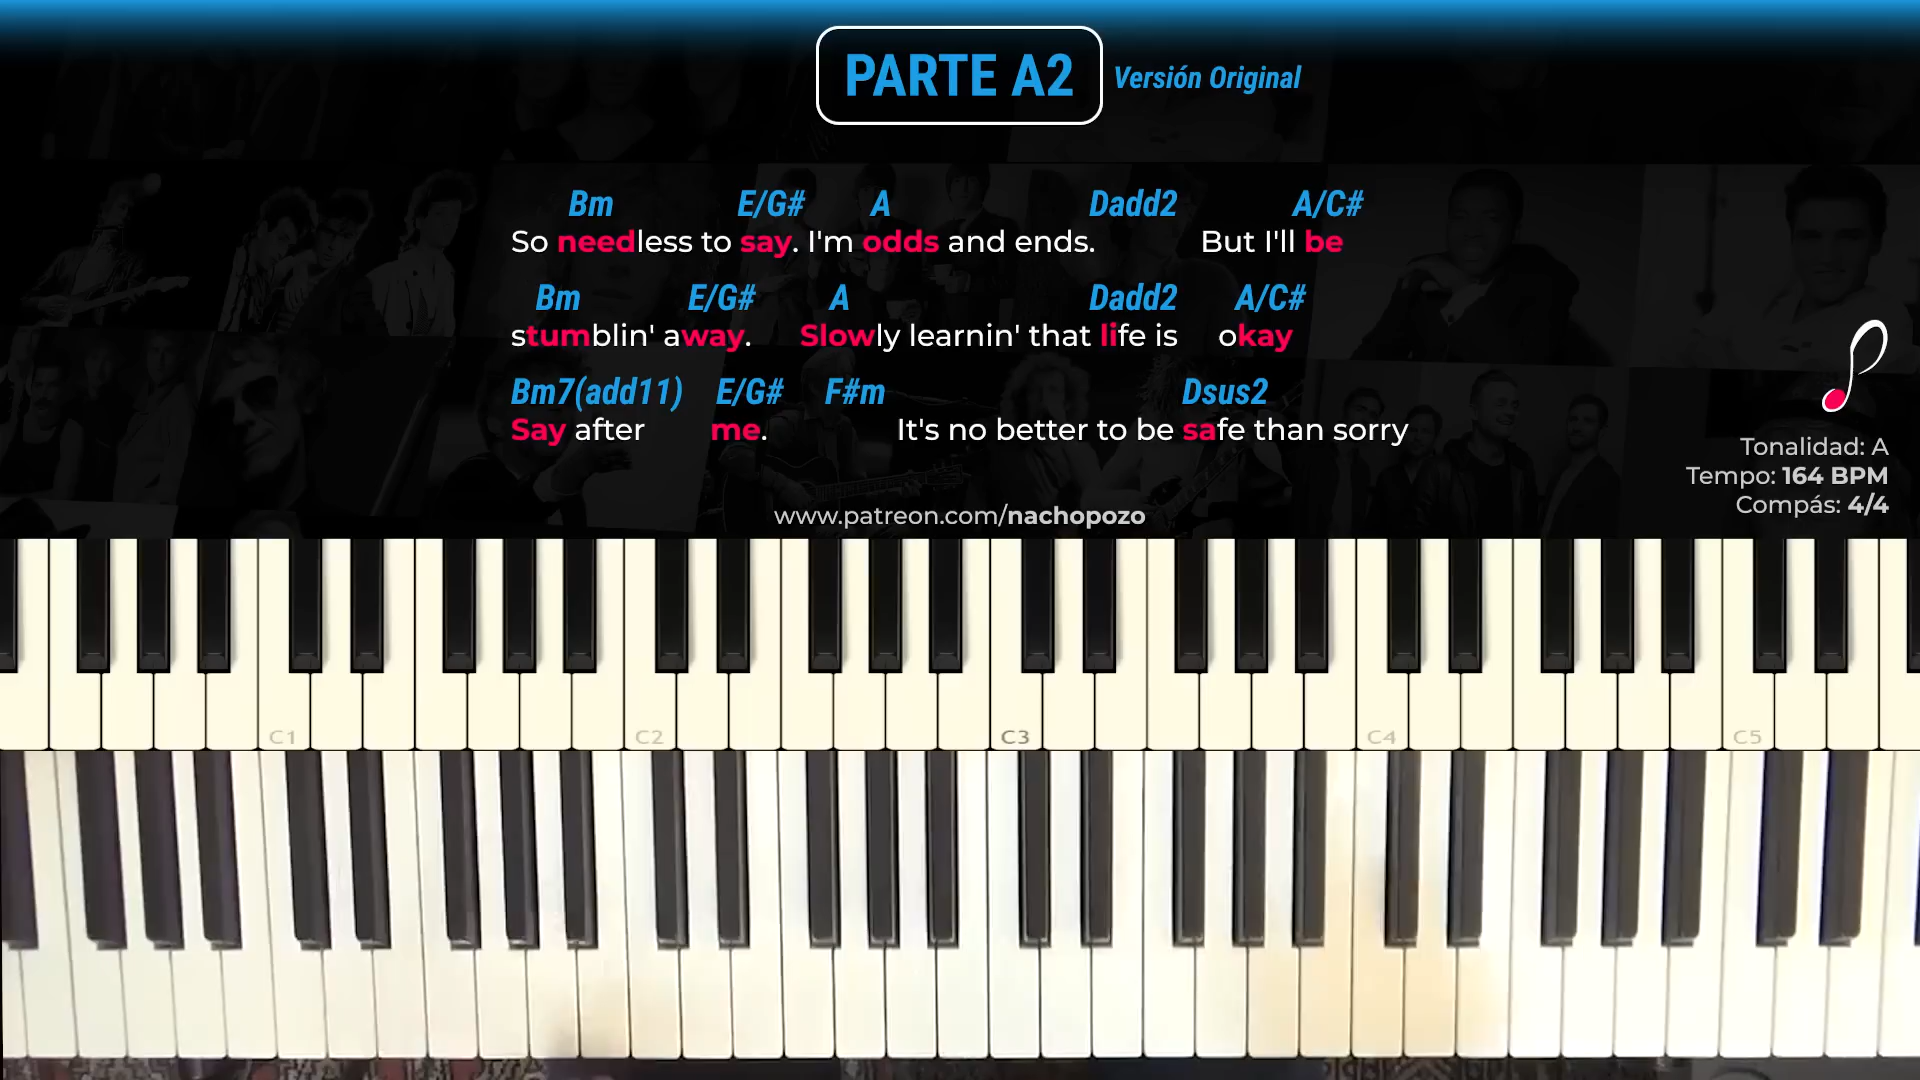 PARTE A2 Versión Original
Bm E/G# A Dadd2 A/C#
So needless to say. I'm odds and ends. But I'll be
Bm E/G# A Dadd2 A/C#
stumblin' away. Slowly learnin' that life is okay
Bm7(add11) E/G# F#m Dsus2
Say after me. It's no better to be safe than sorry
Tonalidad: A
Tempo: 164 BPM
Compás: 4/4
www.patreon.com/nachopozo
C1 C2 C3 C4 C5